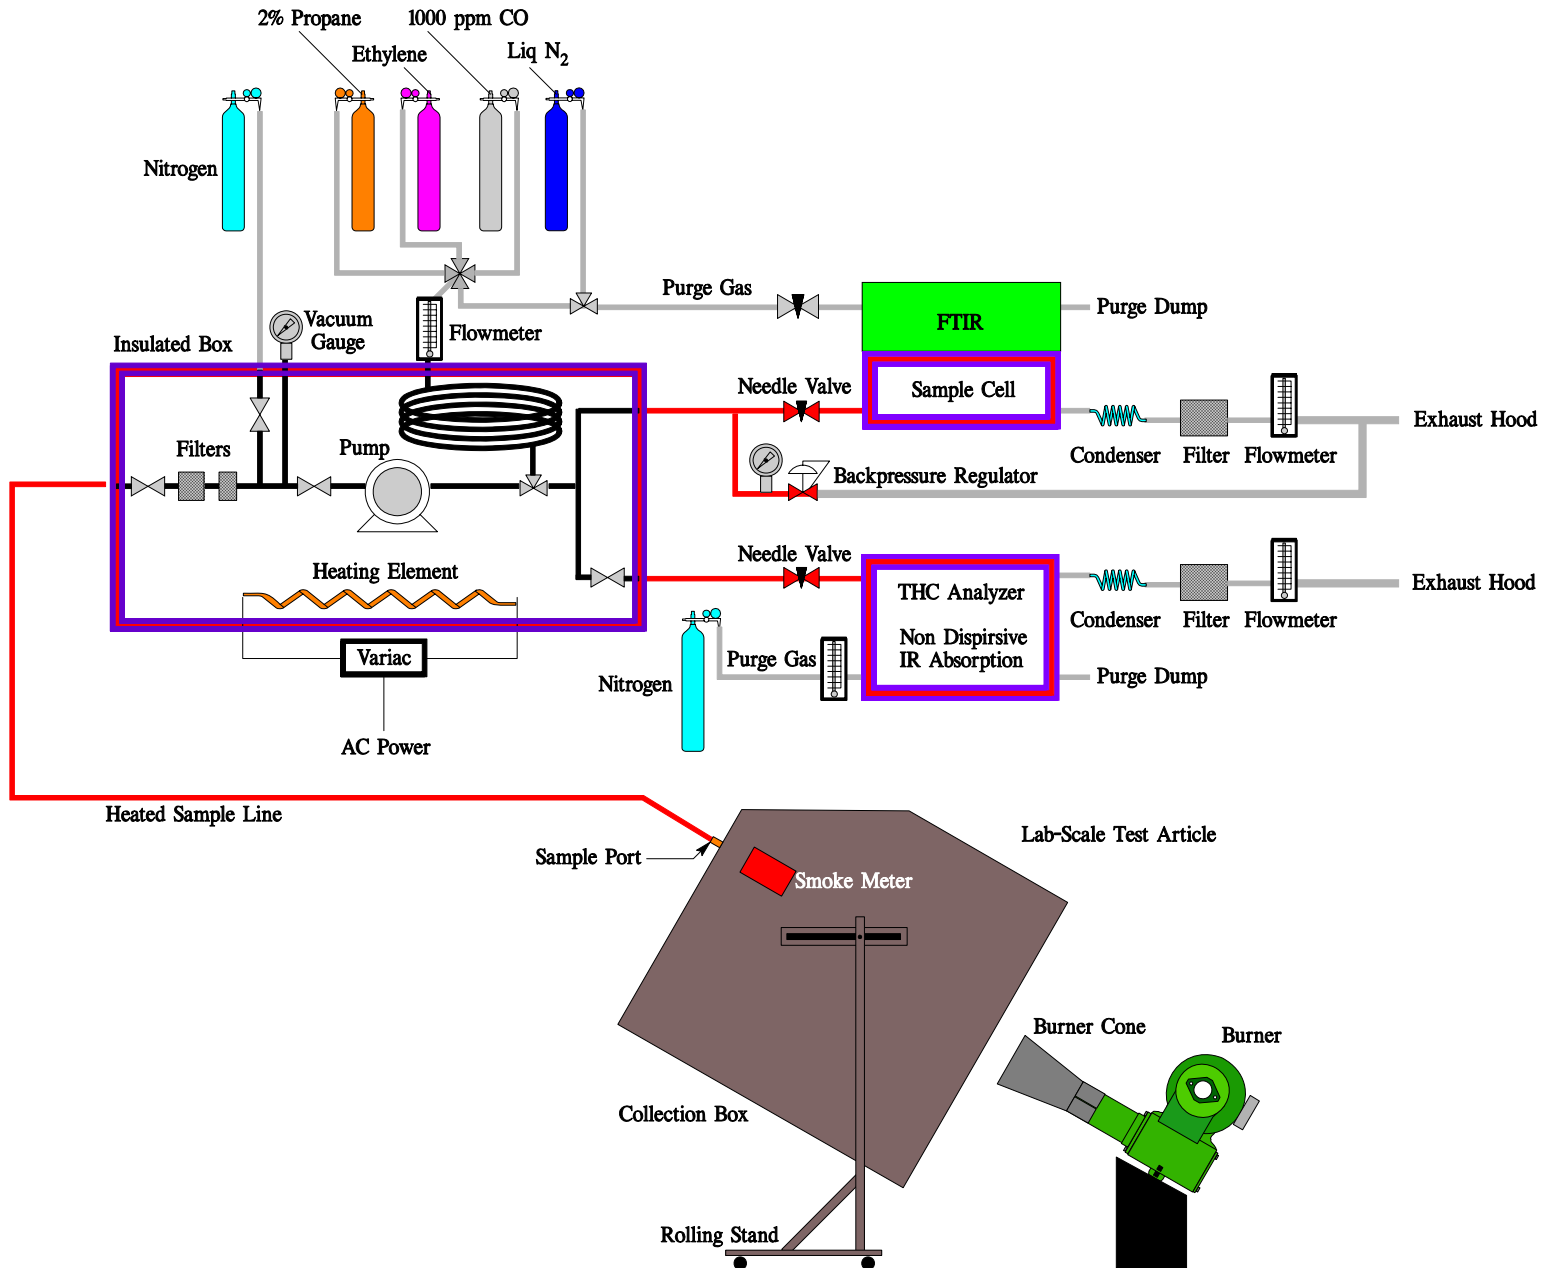 2% Propane
1000 ppm CO
Ethylene
Liq N2
Nitrogen
Purge Gas
Purge Dump
FTIR
Vacuum
Gauge
Flowmeter
Insulated Box
Needle Valve
Sample Cell
Exhaust Hood
Filters
Pump
Condenser
Filter
Flowmeter
Backpressure Regulator
Needle Valve
Heating Element
THC Analyzer
Exhaust Hood
Condenser
Filter
Flowmeter
Non Dispirsive
IR Absorption
Variac
Purge Gas
Nitrogen
Purge Dump
AC Power
Heated Sample Line
Lab-Scale Test Article
Sample Port
Smoke Meter
Burner Cone
Burner
Collection Box
Rolling Stand